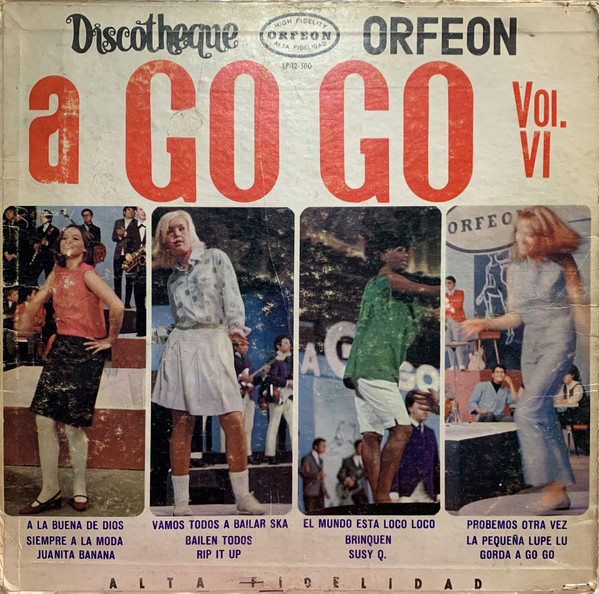 Discotheque
HIGH FIDELITY
ORFEON
ALTA FIDELIDAD
LP-12-500
ORFEON
a GO GO
Vol.
VI
ORFEON
A GO GO
A LA BUENA DE DIOS
SIEMPRE A LA MODA
JUANITA BANANA
VAMOS TODOS A BAILAR SKA
BAILEN TODOS
RIP IT UP
EL MUNDO ESTA LOCO LOCO
BRINQUEN
SUSY Q.
PROBEMOS OTRA VEZ
LA PEQUEÑA LUPE LU
GORDA A GO GO
ALTA FIDELIDAD